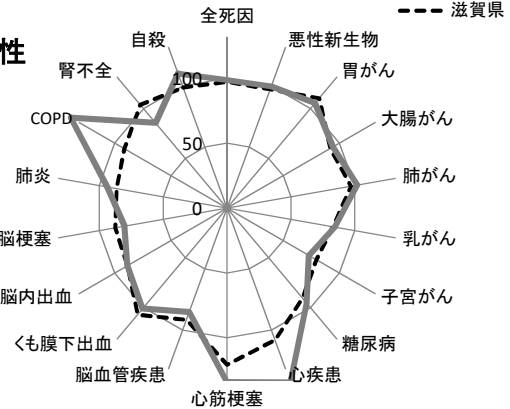 滋賀県
性
全死因
悪性新生物
胃がん
大腸がん
肺がん
乳がん
子宮がん
糖尿病
心疾患
心筋梗塞
脳血管疾患
くも膜下出血
脳内出血
脳梗塞
肺炎
COPD
腎不全
自殺
100
50
0